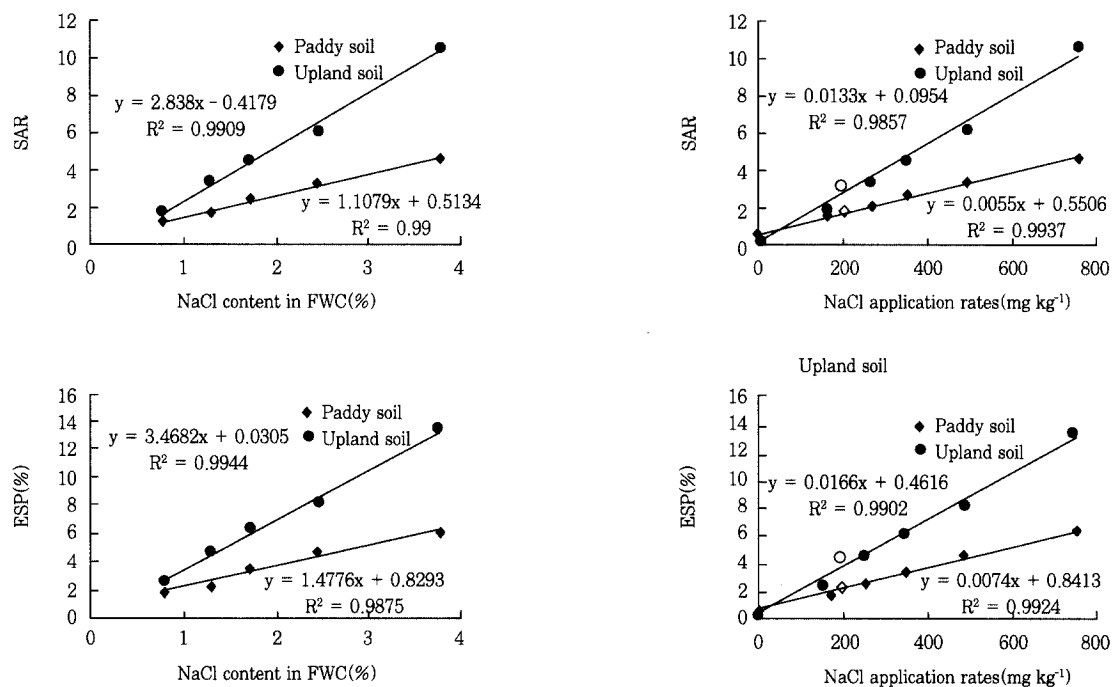 12
10
8
6
4
2
0
SAR
◆ Paddy soil
● Upland soil
y = 2.838x - 0.4179
R² = 0.9909
y = 1.1079x + 0.5134
R² = 0.99
0 1 2 3 4
NaCl content in FWC(%)
12
10
8
6
4
2
0
SAR
◆ Paddy soil
● Upland soil
y = 0.0133x + 0.0954
R² = 0.9857
y = 0.0055x + 0.5506
R² = 0.9937
0 200 400 600 800
NaCl application rates(mg kg⁻¹)
16
14
12
10
8
6
4
2
0
ESP(%)
◆ Paddy soil
● Upland soil
y = 3.4682x + 0.0305
R² = 0.9944
y = 1.4776x + 0.8293
R² = 0.9875
0 1 2 3 4
NaCl content in FWC(%)
Upland soil
16
14
12
10
8
6
4
2
0
ESP(%)
◆ Paddy soil
● Upland soil
y = 0.0166x + 0.4616
R² = 0.9902
y = 0.0074x + 0.8413
R² = 0.9924
0 200 400 600 800
NaCl application rates(mg kg⁻¹)